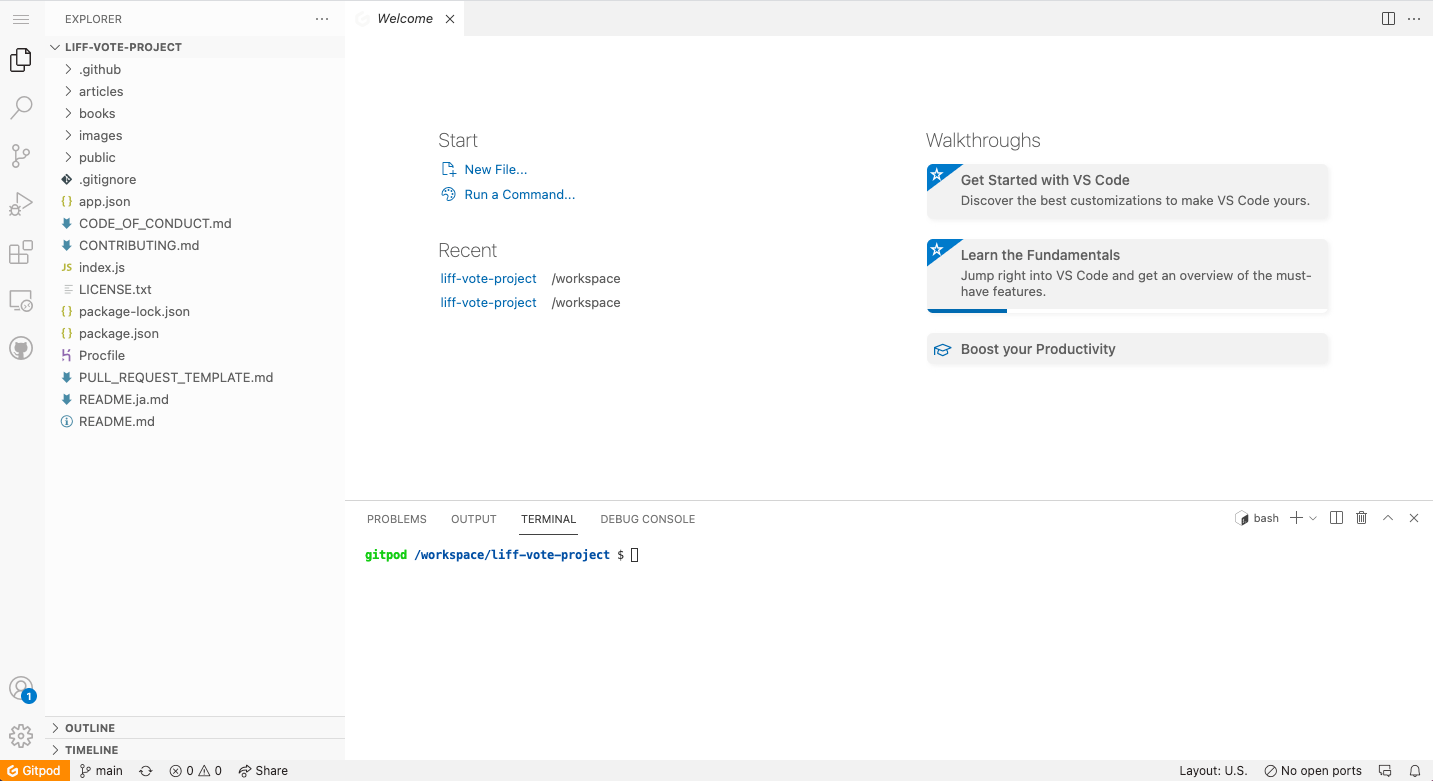 EXPLORER
LIFF-VOTE-PROJECT
.github
articles
books
images
public
.gitignore
{} app.json
CODE_OF_CONDUCT.md
CONTRIBUTING.md
JS index.js
LICENSE.txt
{} package-lock.json
{} package.json
Procfile
PULL_REQUEST_TEMPLATE.md
README.ja.md
README.md
OUTLINE
TIMELINE
Welcome
Start
New File...
Run a Command...
Recent
liff-vote-project /workspace
liff-vote-project /workspace
Walkthroughs
Get Started with VS Code
Discover the best customizations to make VS Code yours.
Learn the Fundamentals
Jump right into VS Code and get an overview of the must-
have features.
Boost your Productivity
PROBLEMS OUTPUT TERMINAL DEBUG CONSOLE
bash
gitpod /workspace/liff-vote-project $
1
Gitpod main 0 0 Share Layout: U.S. No open ports